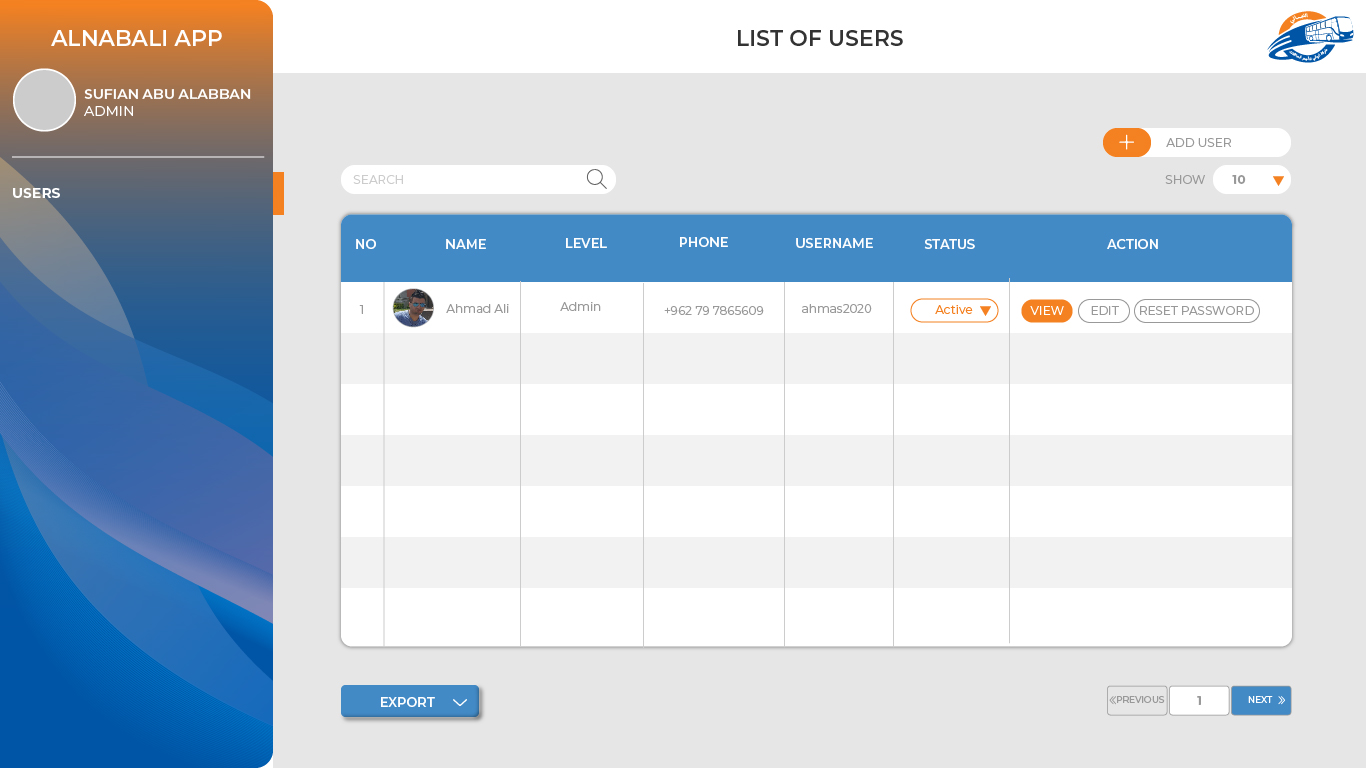 ALNABALI APP
SUFIAN ABU ALABBAN
ADMIN
USERS
LIST OF USERS
ADD USER
SEARCH
SHOW 10
NO NAME LEVEL PHONE USERNAME STATUS ACTION
1 Ahmad Ali Admin +962 79 7865609 ahmas2020 Active VIEW EDIT RESET PASSWORD
EXPORT
PREVIOUS 1 NEXT